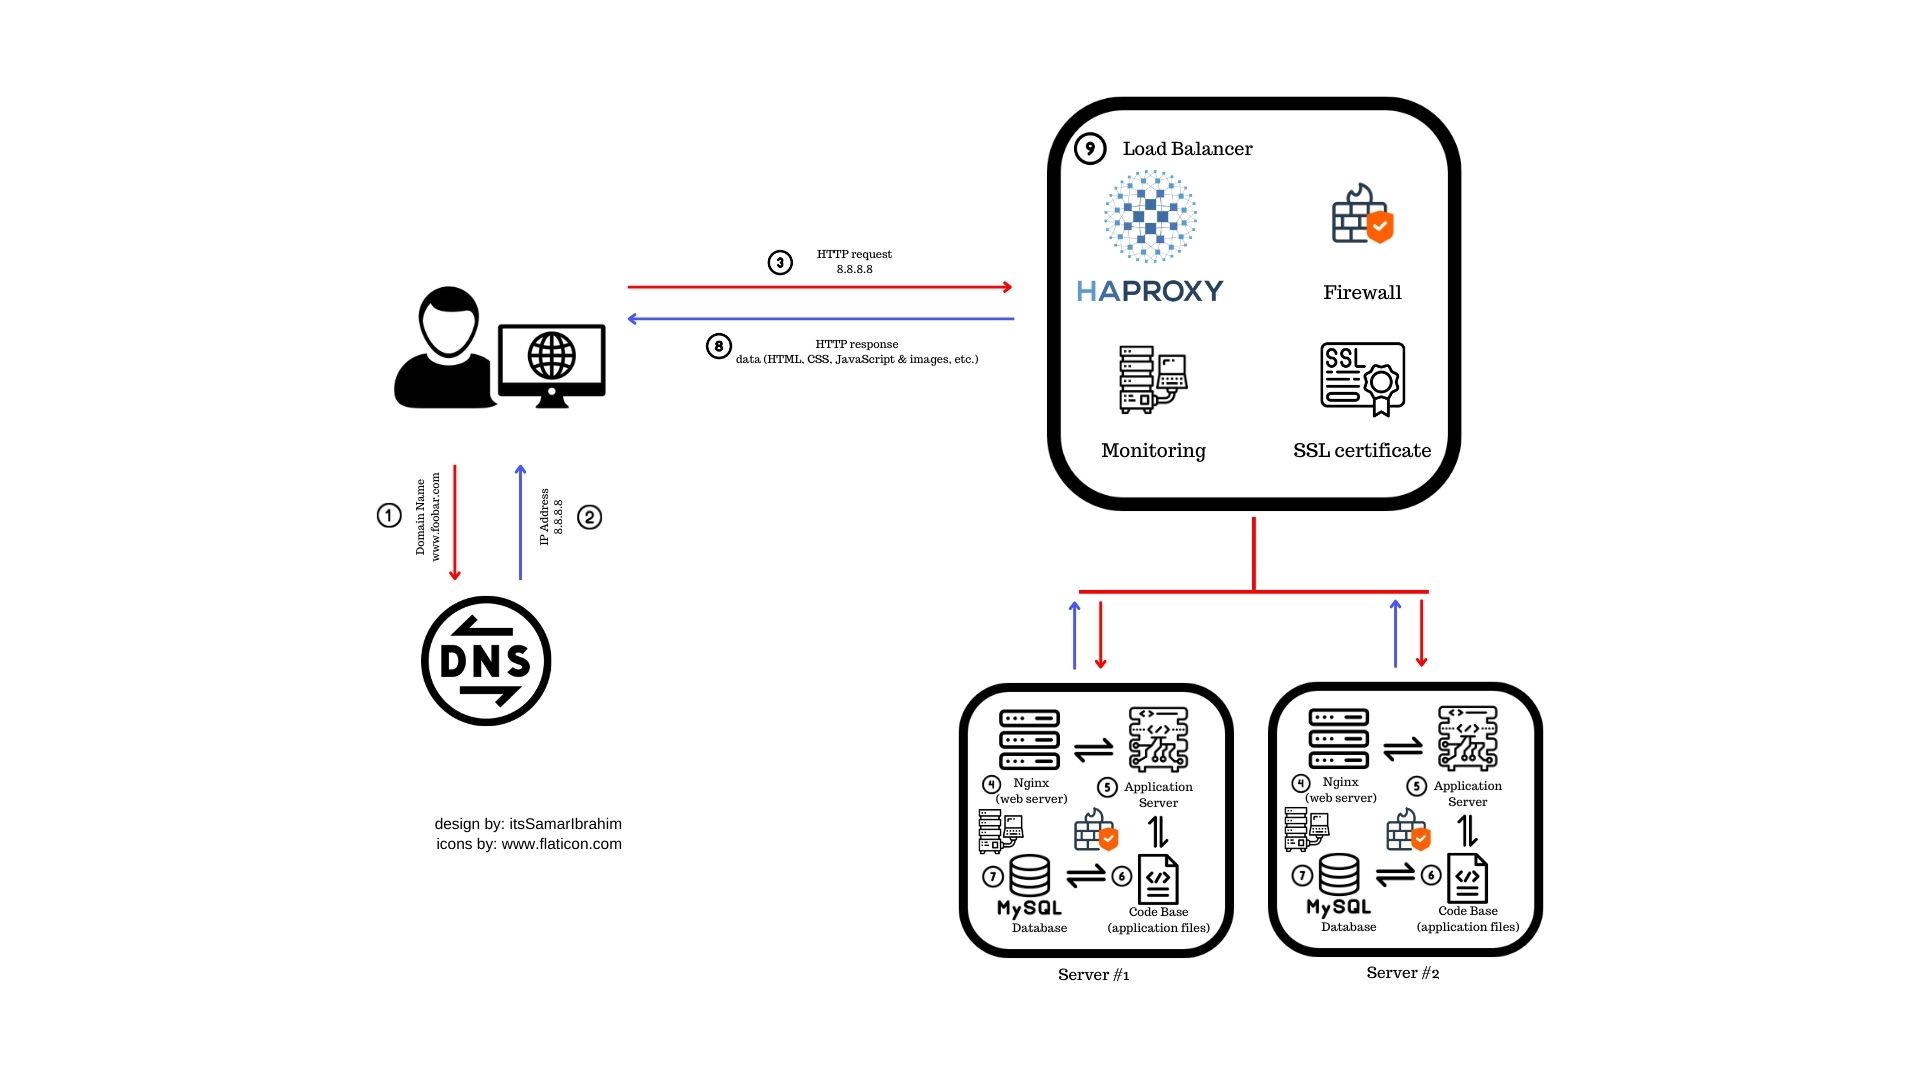 9 Load Balancer
HAPROXY
Firewall
SSL
Monitoring
SSL certificate
3 HTTP request
8.8.8.8
8 HTTP response
data (HTML, CSS, JavaScript & images, etc.)
1 Domain Name
www.foobar.com
IP Address 2
8.8.8.8
DNS
design by: itsSamarIbrahim
icons by: www.flaticon.com
4 Nginx
(web server)
5 Application
Server
7 MySQL
Database
6 Code Base
(application files)
Server #1
4 Nginx
(web server)
5 Application
Server
7 MySQL
Database
6 Code Base
(application files)
Server #2